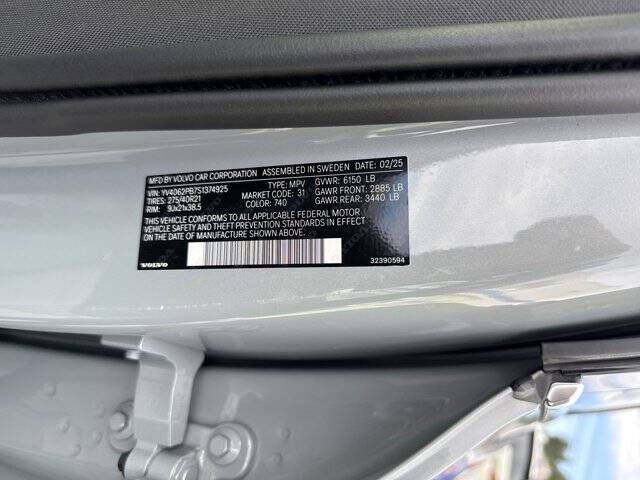 MFD BY VOLVO CAR CORPORATION ASSEMBLED IN SWEDEN 02/25
VIN: YV4062PB7S1374925 TYPE: MPV GVWR: 6150 LB
TIRES: 275/40R21 MARKET: 31 GAWR FRONT: 2885 LB
RIM: 9Jx21x38.5 COLOR: 740 GAWR REAR: 3440 LB
THIS VEHICLE CONFORMS TO ALL APPLICABLE FEDERAL MOTOR
VEHICLE SAFETY AND THEFT PREVENTION STANDARDS IN EFFECT
ON THE DATE OF MANUFACTURE SHOWN ABOVE.
VOLVO 32390594